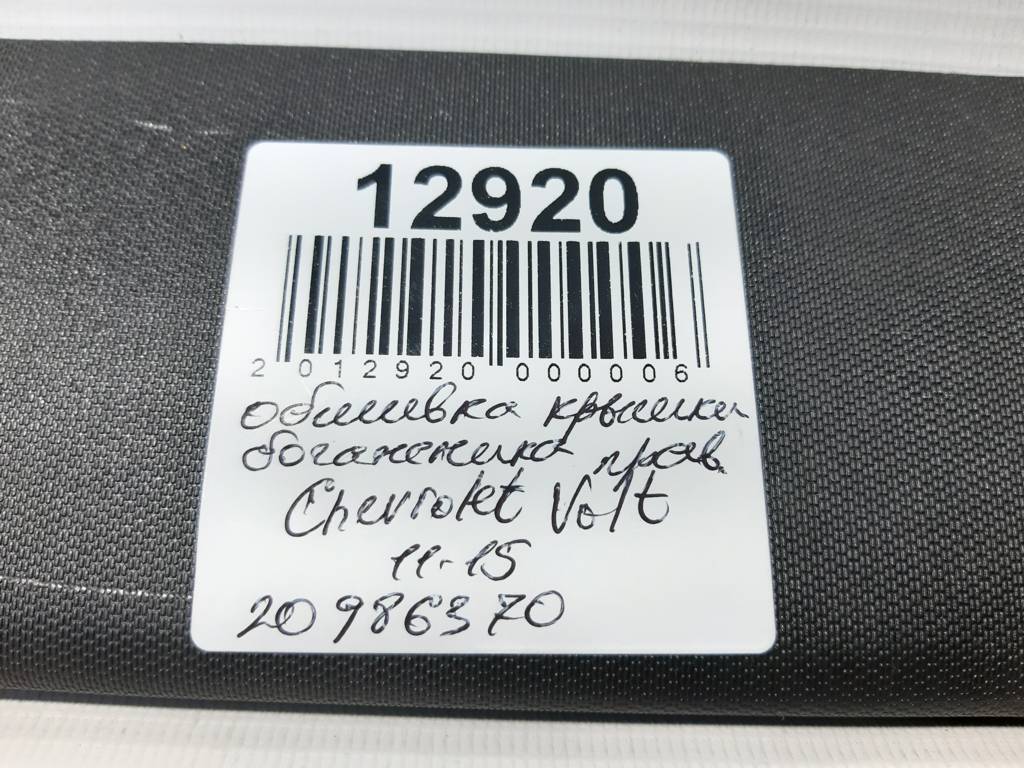 12920
2 012920 000006
обшивка крышки
багажника прав.
Chevrolet Volt
11-15
20986370